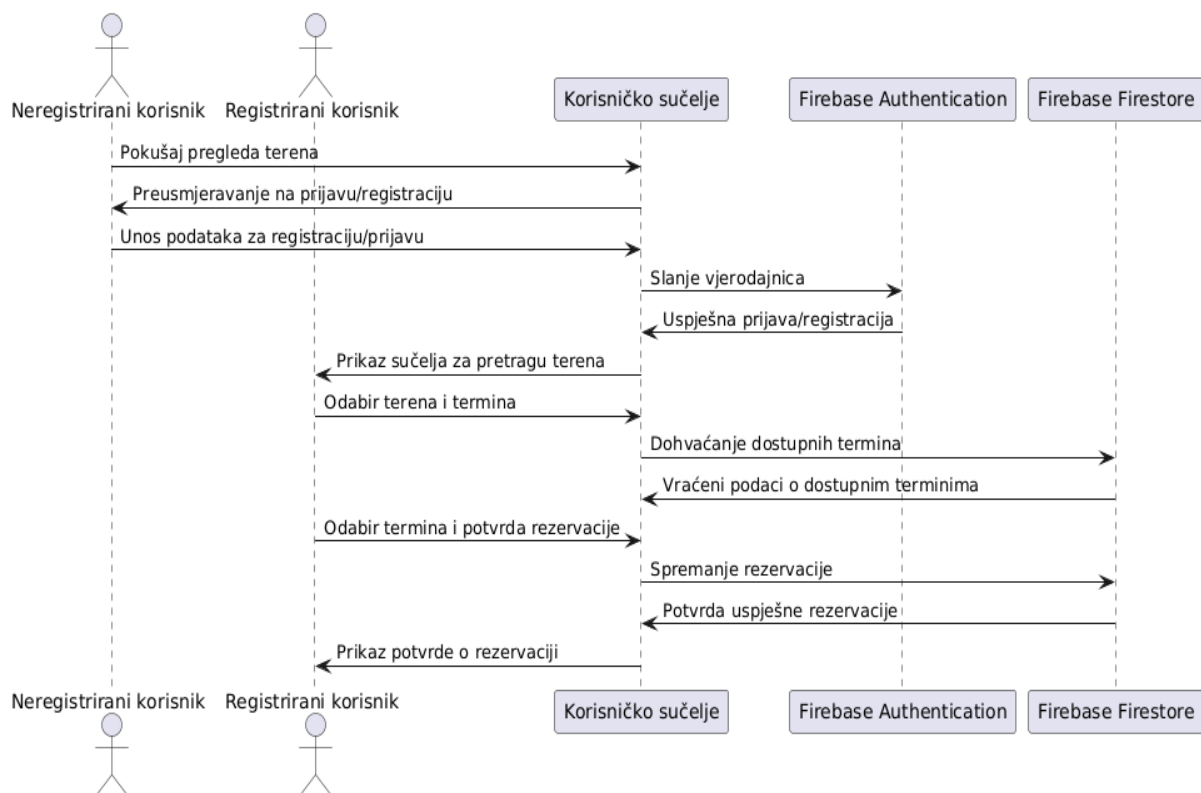 Neregistrirani korisnik
Registrirani korisnik
Korisničko sučelje
Firebase Authentication
Firebase Firestore
Pokušaj pregleda terena
Preusmjeravanje na prijavu/registraciju
Unos podataka za registraciju/prijavu
Slanje vjerodajnica
Uspješna prijava/registracija
Prikaz sučelja za pretragu terena
Odabir terena i termina
Dohvaćanje dostupnih termina
Vraćeni podaci o dostupnim terminima
Odabir termina i potvrda rezervacije
Spremanje rezervacije
Potvrda uspješne rezervacije
Prikaz potvrde o rezervaciji
Neregistrirani korisnik
Registrirani korisnik
Korisničko sučelje
Firebase Authentication
Firebase Firestore